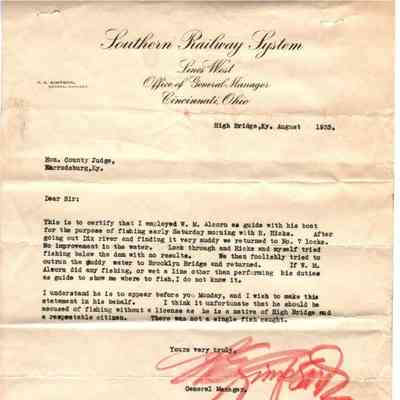 Southern Railway System
Lines West
Office of General Manager
Cincinnati, Ohio
GENERAL MANAGER
High Bridge, Ky. August 1933.
Hon. County Judge,
Harrodsburg, Ky.
Dear Sir:
This is to certify that I employed W. M. Alcorn as guide with his boat
for the purpose of fishing early Saturday morning with R. Hicks. After
going out Dix river and finding it very muddy we returned to No. 7 locks.
No improvement in the water. Lock through and Hicks and myself tried
fishing below the dam with no results. We then foolishly tried to
outrun the muddy water to Brooklyn Bridge and returned. If W. M.
Alcorn did any fishing, or wet a line other than performing his duties
as guide to show me where to fish, I do not know it.
I understand he is to appear before you Monday, and I wish to make this
statement in his behalf. I think it unfortunate that he should be
accused of fishing without a license as he is a native of High Bridge and
a respectable citizen. There was not a single fish caught.
Yours very truly,
General Manager.